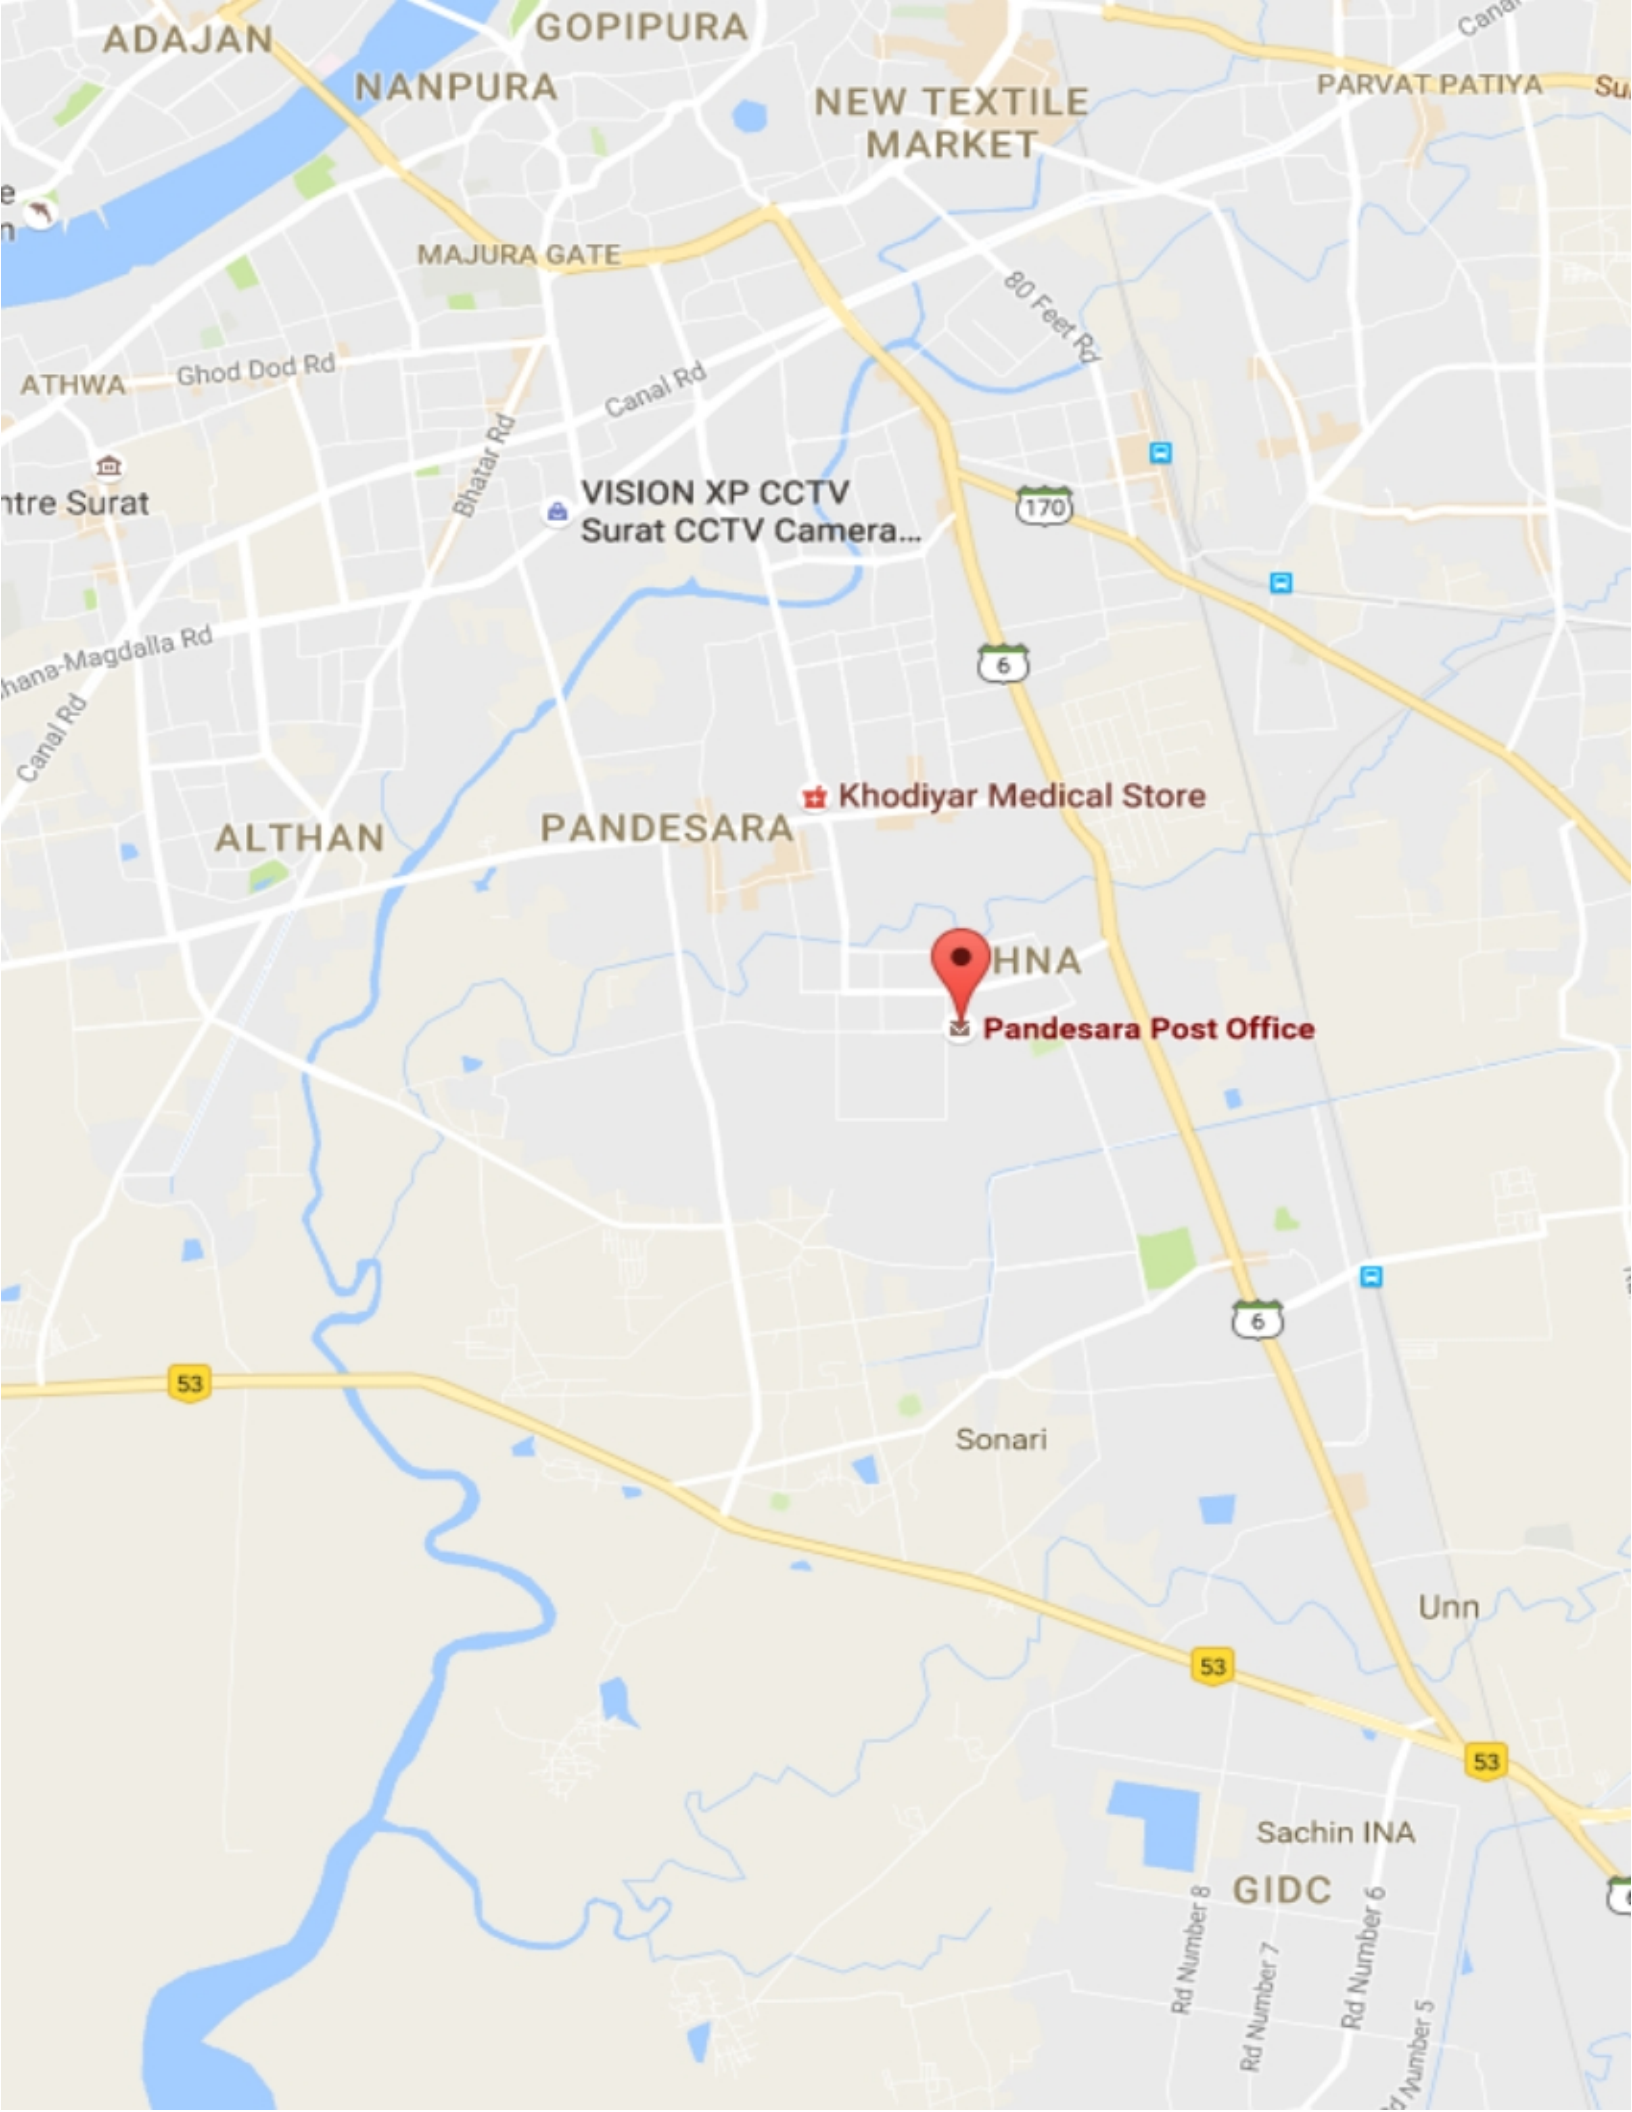 ADAJAN
GOPIPURA
Canal
NANPURA
PARVAT PATIYA
NEW TEXTILE
MARKET
MAJURA GATE
80 Feet Rd
Ghod Dod Rd
ATHWA
Canal Rd
Bhatar Rd
ntre Surat
VISION XP CCTV
Surat CCTV Camera...
170
hana-Magdalla Rd
6
Canal Rd
Khodiyar Medical Store
PANDESARA
ALTHAN
HNA
Pandesara Post Office
6
53
Sonari
Unn
53
53
Sachin INA
GIDC
Rd Number 8
Rd Number 6
Rd Number 7
Rd Number 5